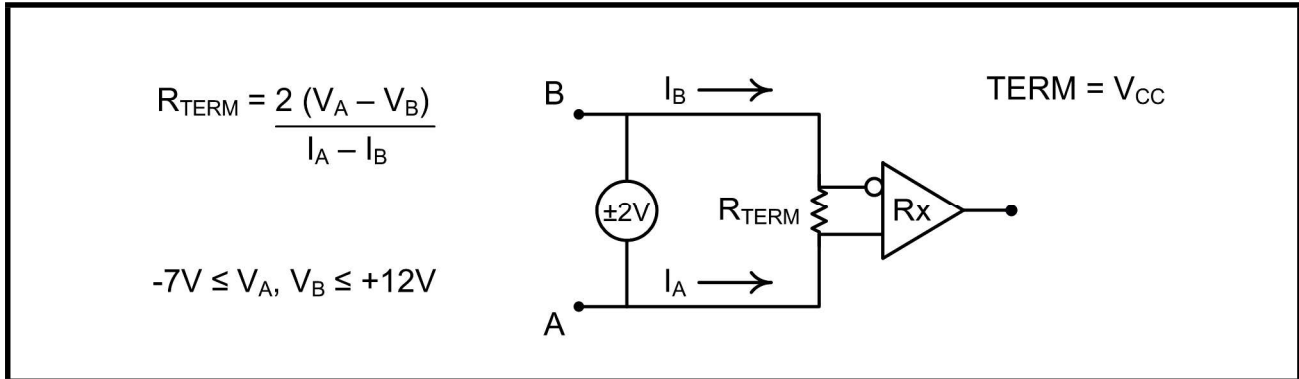 R_TERM = 2 (V_A – V_B)
I_A – I_B
-7V ≤ V_A, V_B ≤ +12V
B
I_B
±2V
R_TERM
Rx
I_A
A
TERM = V_CC